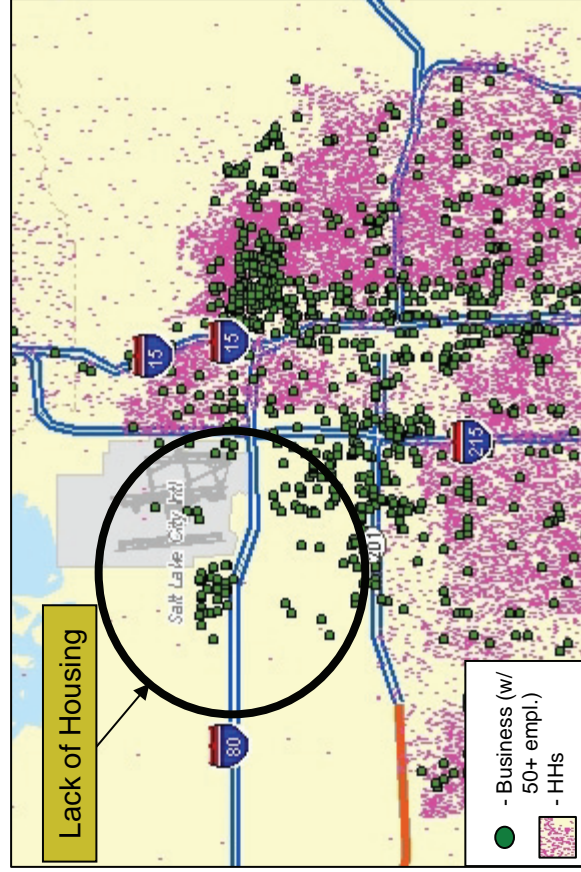 Lack of Housing
Salt Lake City Intl
15
15
80
215
201
- Business (w/
50+ empl.)
- HHs